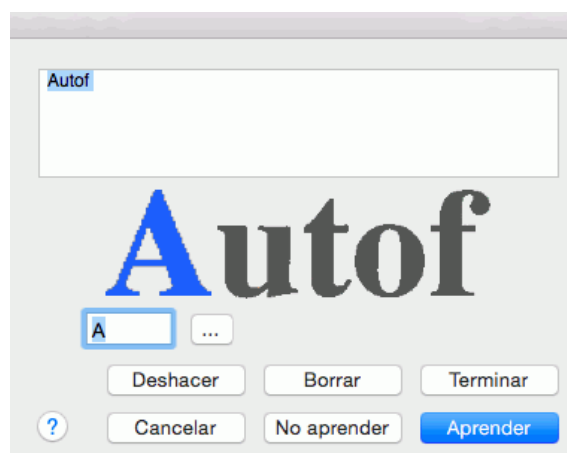 Autof
Autof
A ...
Deshacer Borrar Terminar
? Cancelar No aprender Aprender